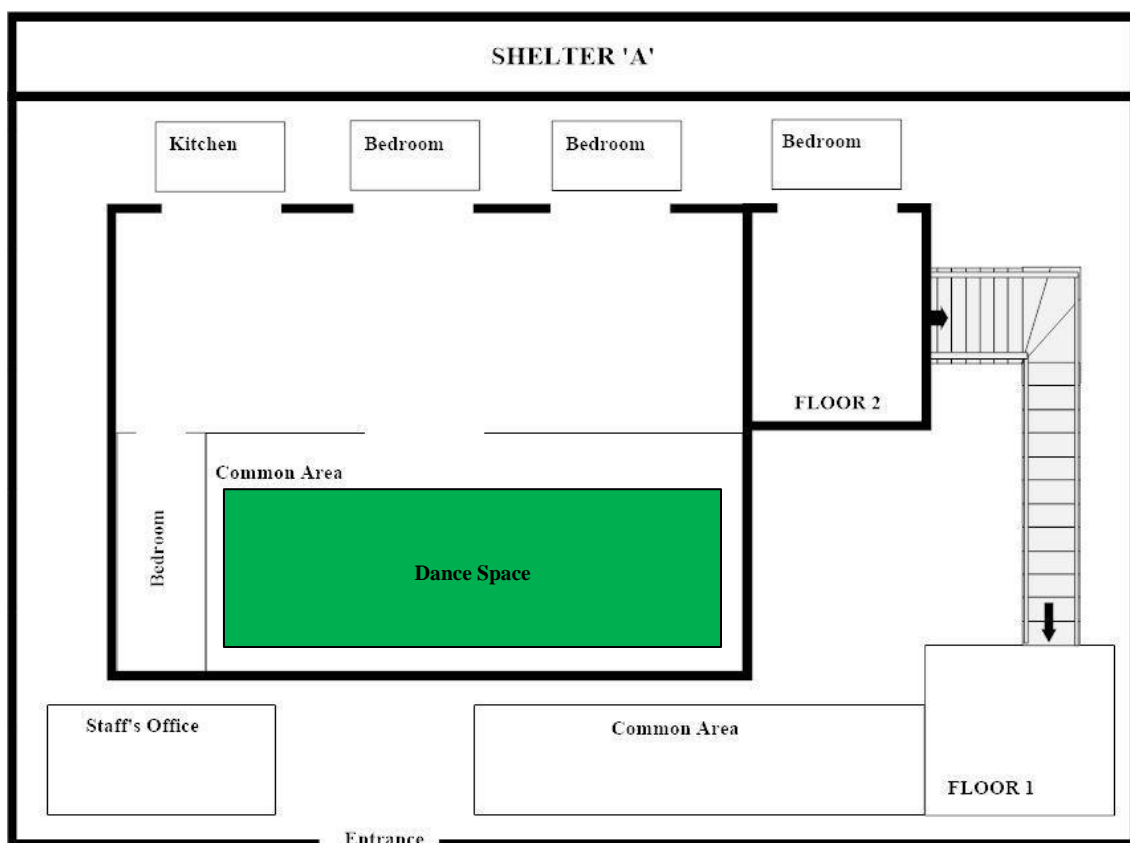 SHELTER 'A'
Kitchen
Bedroom
Bedroom
Bedroom
FLOOR 2
Common Area
Bedroom
Dance Space
Staff's Office
Common Area
FLOOR 1
Entrance